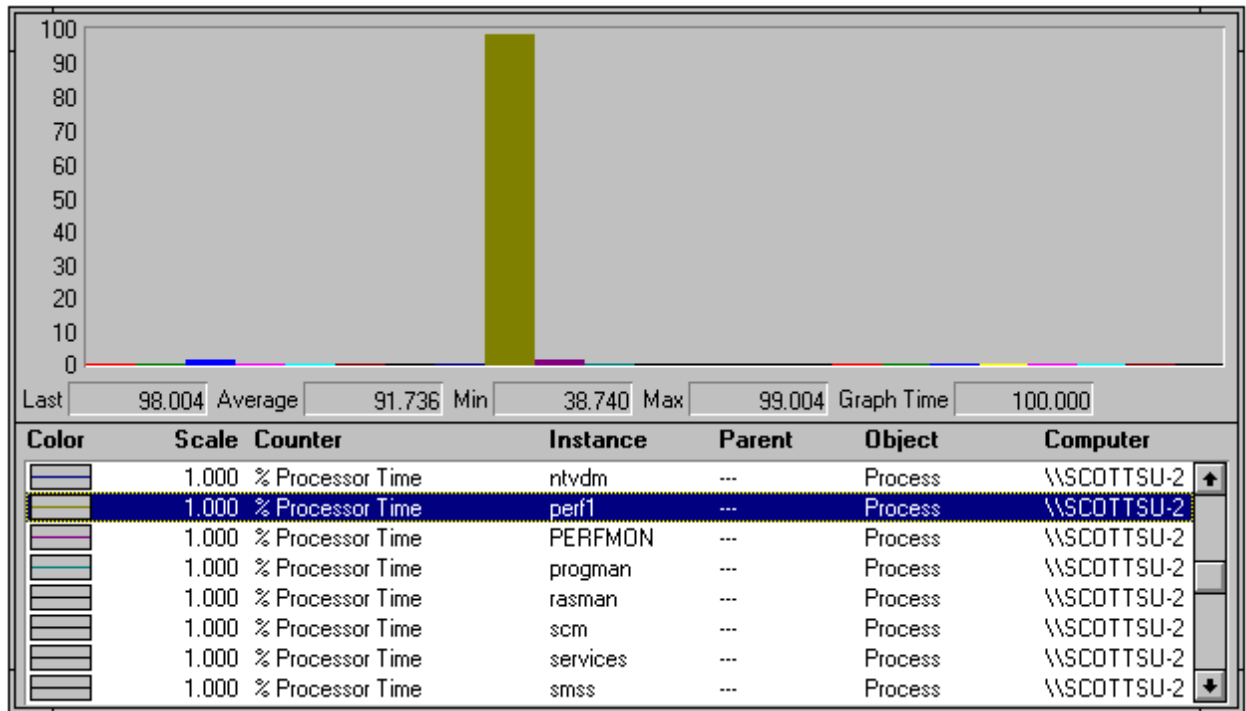 100
90
80
70
60
50
40
30
20
10
0
Last 98.004 Average 91.736 Min 38.740 Max 99.004 Graph Time 100.000
Color Scale Counter Instance Parent Object Computer
1.000 % Processor Time ntvdm --- Process \\SCOTTSU-2
1.000 % Processor Time perf1 --- Process \\SCOTTSU-2
1.000 % Processor Time PERFMON --- Process \\SCOTTSU-2
1.000 % Processor Time progman --- Process \\SCOTTSU-2
1.000 % Processor Time rasman --- Process \\SCOTTSU-2
1.000 % Processor Time scm --- Process \\SCOTTSU-2
1.000 % Processor Time services --- Process \\SCOTTSU-2
1.000 % Processor Time smss --- Process \\SCOTTSU-2